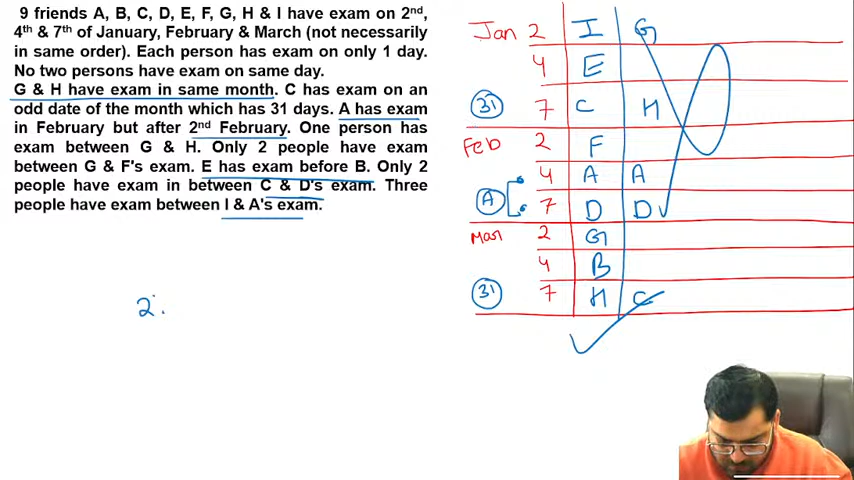 9 friends A, B, C, D, E, F, G, H & I have exam on 2nd,
4th & 7th of January, February & March (not necessarily
in same order). Each person has exam on only 1 day.
No two persons have exam on same day.
G & H have exam in same month. C has exam on an
odd date of the month which has 31 days. A has exam
in February but after 2nd February. One person has
exam between G & H. Only 2 people have exam
between G & F's exam. E has exam before B. Only 2
people have exam in between C & D's exam. Three
people have exam between I & A's exam.
2
Jan 2 I G
4 E
31 7 C H
Feb 2 F
4 A A
A 7 D D
Mar 2 G
4 B
31 7 H C